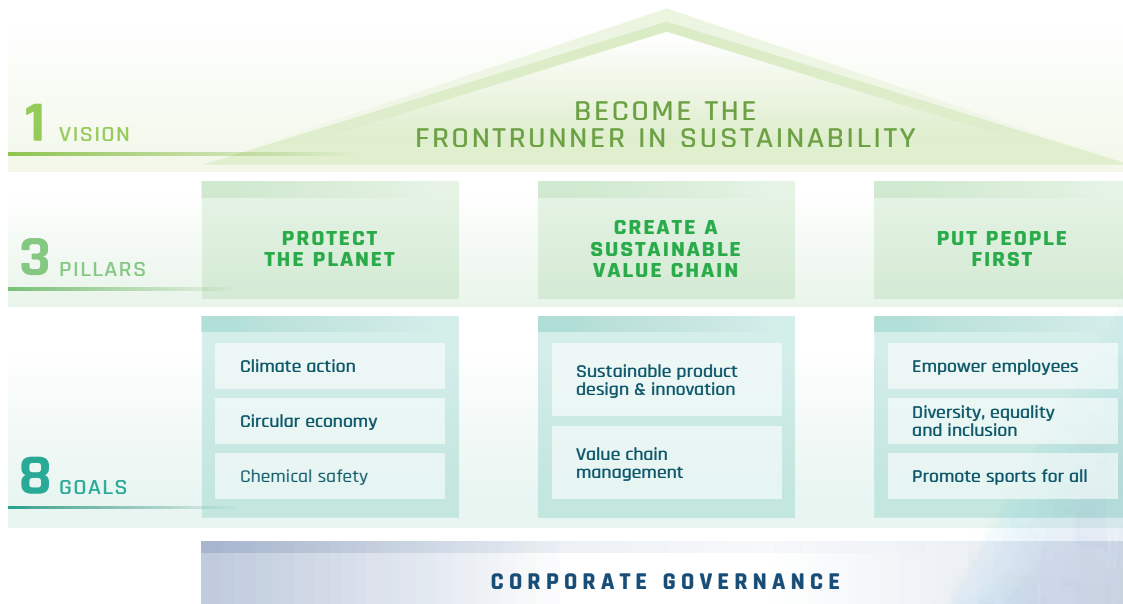 BECOME THE
FRONTRUNNER IN SUSTAINABILITY
1 VISION
3 PILLARS
PROTECT
THE PLANET
CREATE A
SUSTAINABLE
VALUE CHAIN
PUT PEOPLE
FIRST
8 GOALS
Climate action
Circular economy
Chemical safety
Sustainable product
design & innovation
Value chain
management
Empower employees
Diversity, equality
and inclusion
Promote sports for all
CORPORATE GOVERNANCE